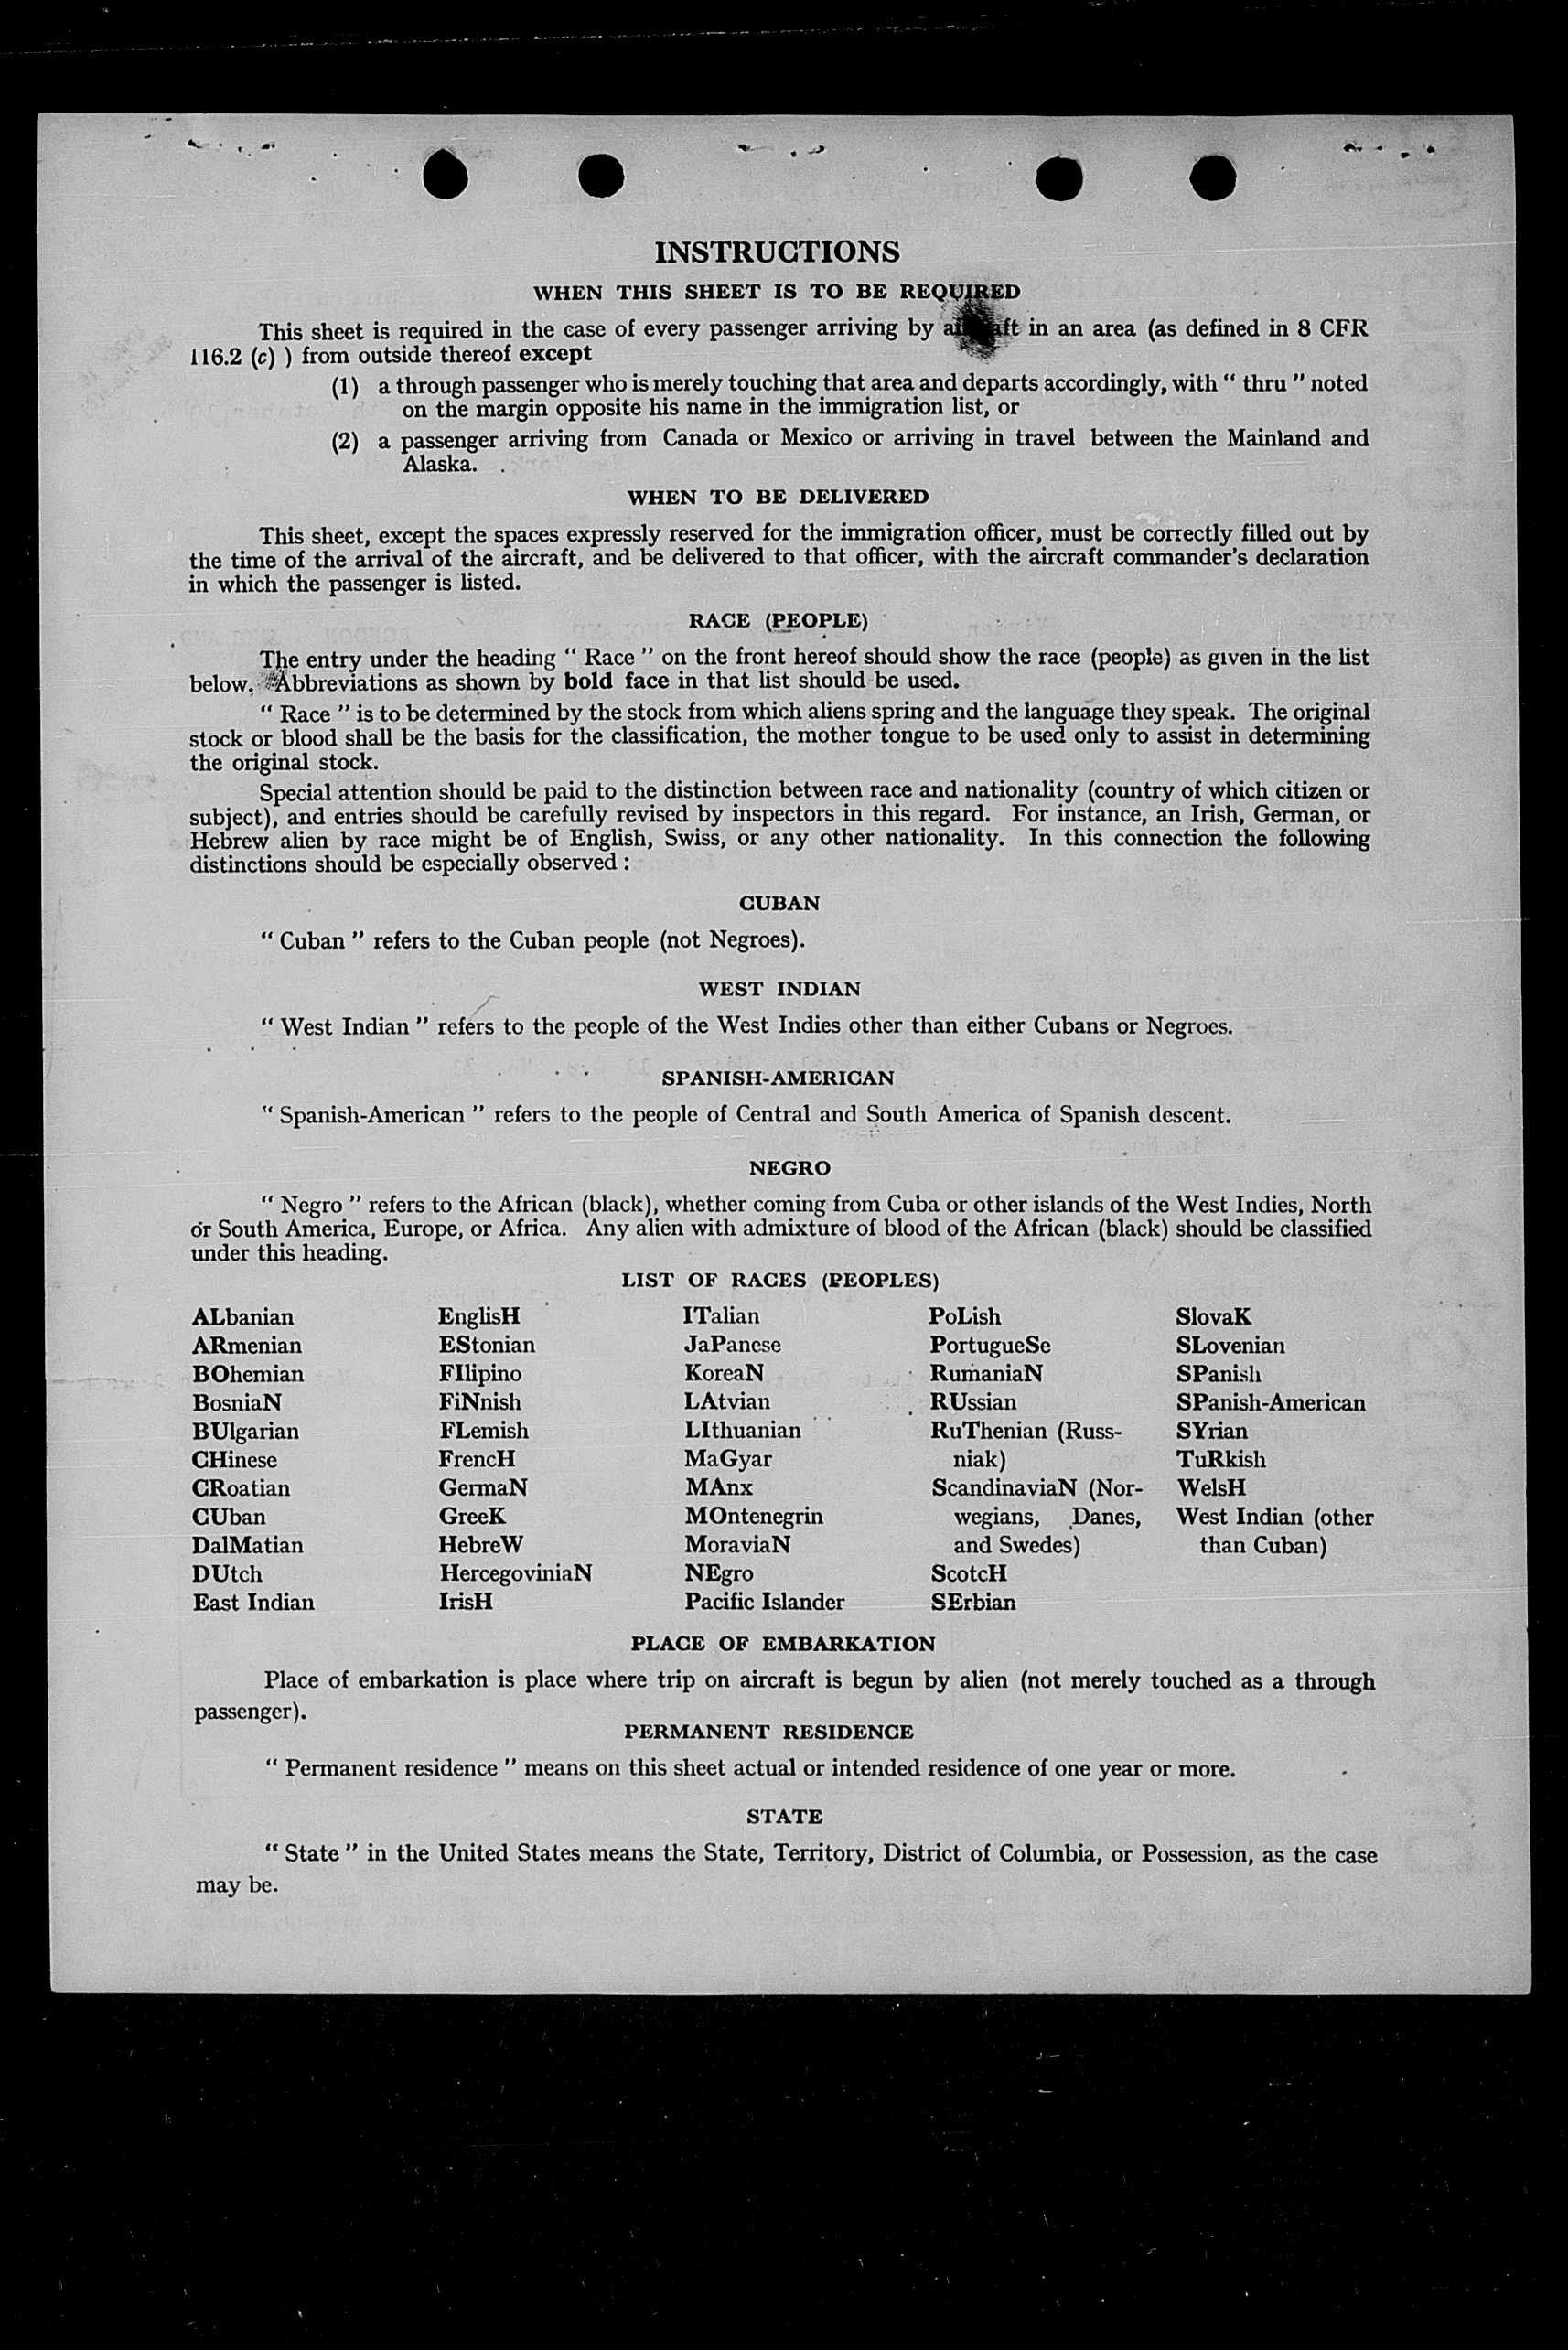 INSTRUCTIONS
WHEN THIS SHEET IS TO BE REQUIRED
This sheet is required in the case of every passenger arriving by aircraft in an area (as defined in 8 CFR
116.2 (c) ) from outside thereof except
(1) a through passenger who is merely touching that area and departs accordingly, with “ thru ” noted
on the margin opposite his name in the immigration list, or
(2) a passenger arriving from Canada or Mexico or arriving in travel between the Mainland and
Alaska.
WHEN TO BE DELIVERED
This sheet, except the spaces expressly reserved for the immigration officer, must be correctly filled out by
the time of the arrival of the aircraft, and be delivered to that officer, with the aircraft commander's declaration
in which the passenger is listed.
RACE (PEOPLE)
The entry under the heading “ Race ” on the front hereof should show the race (people) as given in the list
below. Abbreviations as shown by bold face in that list should be used.
“ Race ” is to be determined by the stock from which aliens spring and the language they speak. The original
stock or blood shall be the basis for the classification, the mother tongue to be used only to assist in determining
the original stock.
Special attention should be paid to the distinction between race and nationality (country of which citizen or
subject), and entries should be carefully revised by inspectors in this regard. For instance, an Irish, German, or
Hebrew alien by race might be of English, Swiss, or any other nationality. In this connection the following
distinctions should be especially observed :
CUBAN
“ Cuban ” refers to the Cuban people (not Negroes).
WEST INDIAN
“ West Indian ” refers to the people of the West Indies other than either Cubans or Negroes.
SPANISH-AMERICAN
“ Spanish-American ” refers to the people of Central and South America of Spanish descent.
NEGRO
“ Negro ” refers to the African (black), whether coming from Cuba or other islands of the West Indies, North
or South America, Europe, or Africa. Any alien with admixture of blood of the African (black) should be classified
under this heading.
LIST OF RACES (PEOPLES)
ALbanian
ARmenian
BOhemian
BosniaN
BUlgarian
CHinese
CRoatian
CUban
DalMatian
DUtch
East Indian
EnglisH
EStonian
FIlipino
FiNnish
FLemish
FrencH
GermaN
GreeK
HebreW
HercegoviniaN
IrisH
ITalian
JaPanese
KoreaN
LAtvian
LIthuanian
MaGyar
MAnx
MOntenegrin
MoraviaN
NEgro
Pacific Islander
PoLish
PortugueSe
RumaniaN
RUssian
RuThenian (Russ-
niak)
ScandinaviaN (Nor-
wegians, Danes,
and Swedes)
ScotcH
SErbian
SlovaK
SLovenian
SPanish
SPanish-American
SYrian
TuRkish
WelsH
West Indian (other
than Cuban)
PLACE OF EMBARKATION
Place of embarkation is place where trip on aircraft is begun by alien (not merely touched as a through
passenger).
PERMANENT RESIDENCE
“ Permanent residence ” means on this sheet actual or intended residence of one year or more.
STATE
“ State ” in the United States means the State, Territory, District of Columbia, or Possession, as the case
may be.